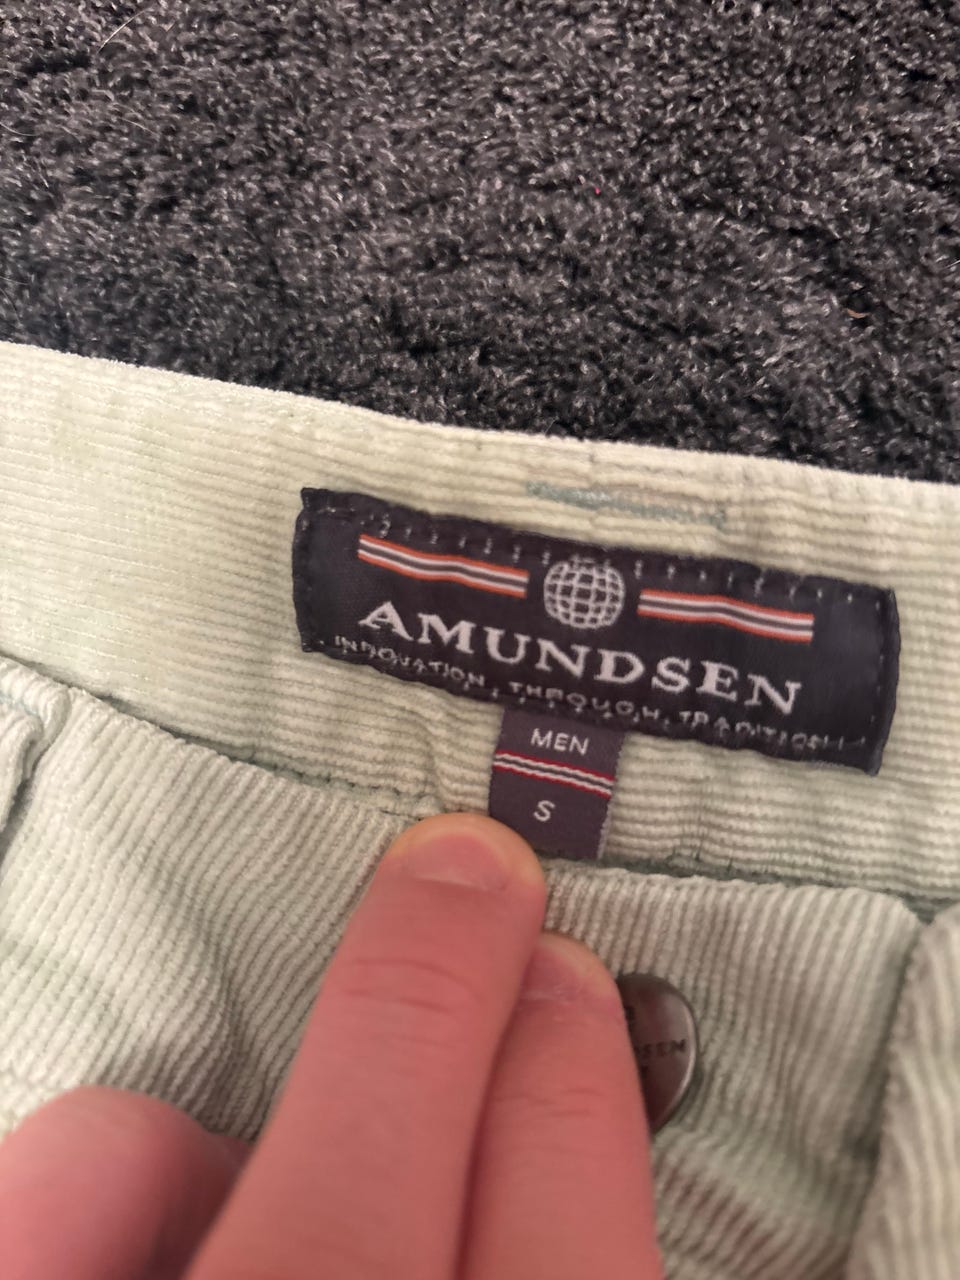 AMUNDSEN
INNOVATION THROUGH TRADITION
MEN
S